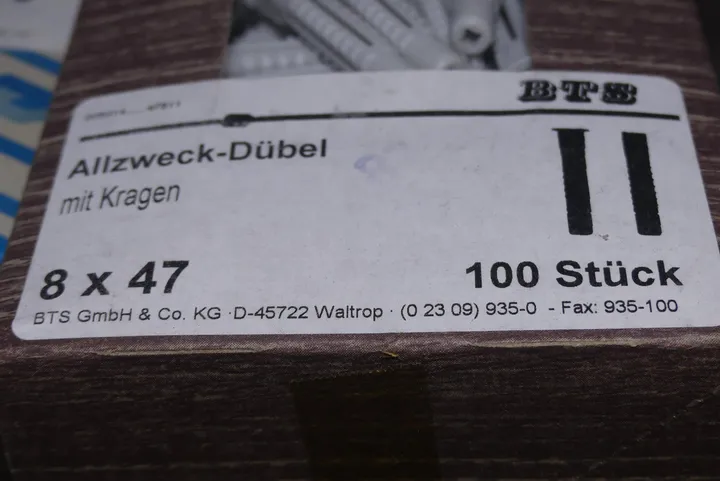 BTS
Allzweck-Dübel
mit Kragen
8 x 47
100 Stück
BTS GmbH & Co. KG · D-45722 Waltrop · (0 23 09) 935-0 - Fax: 935-100